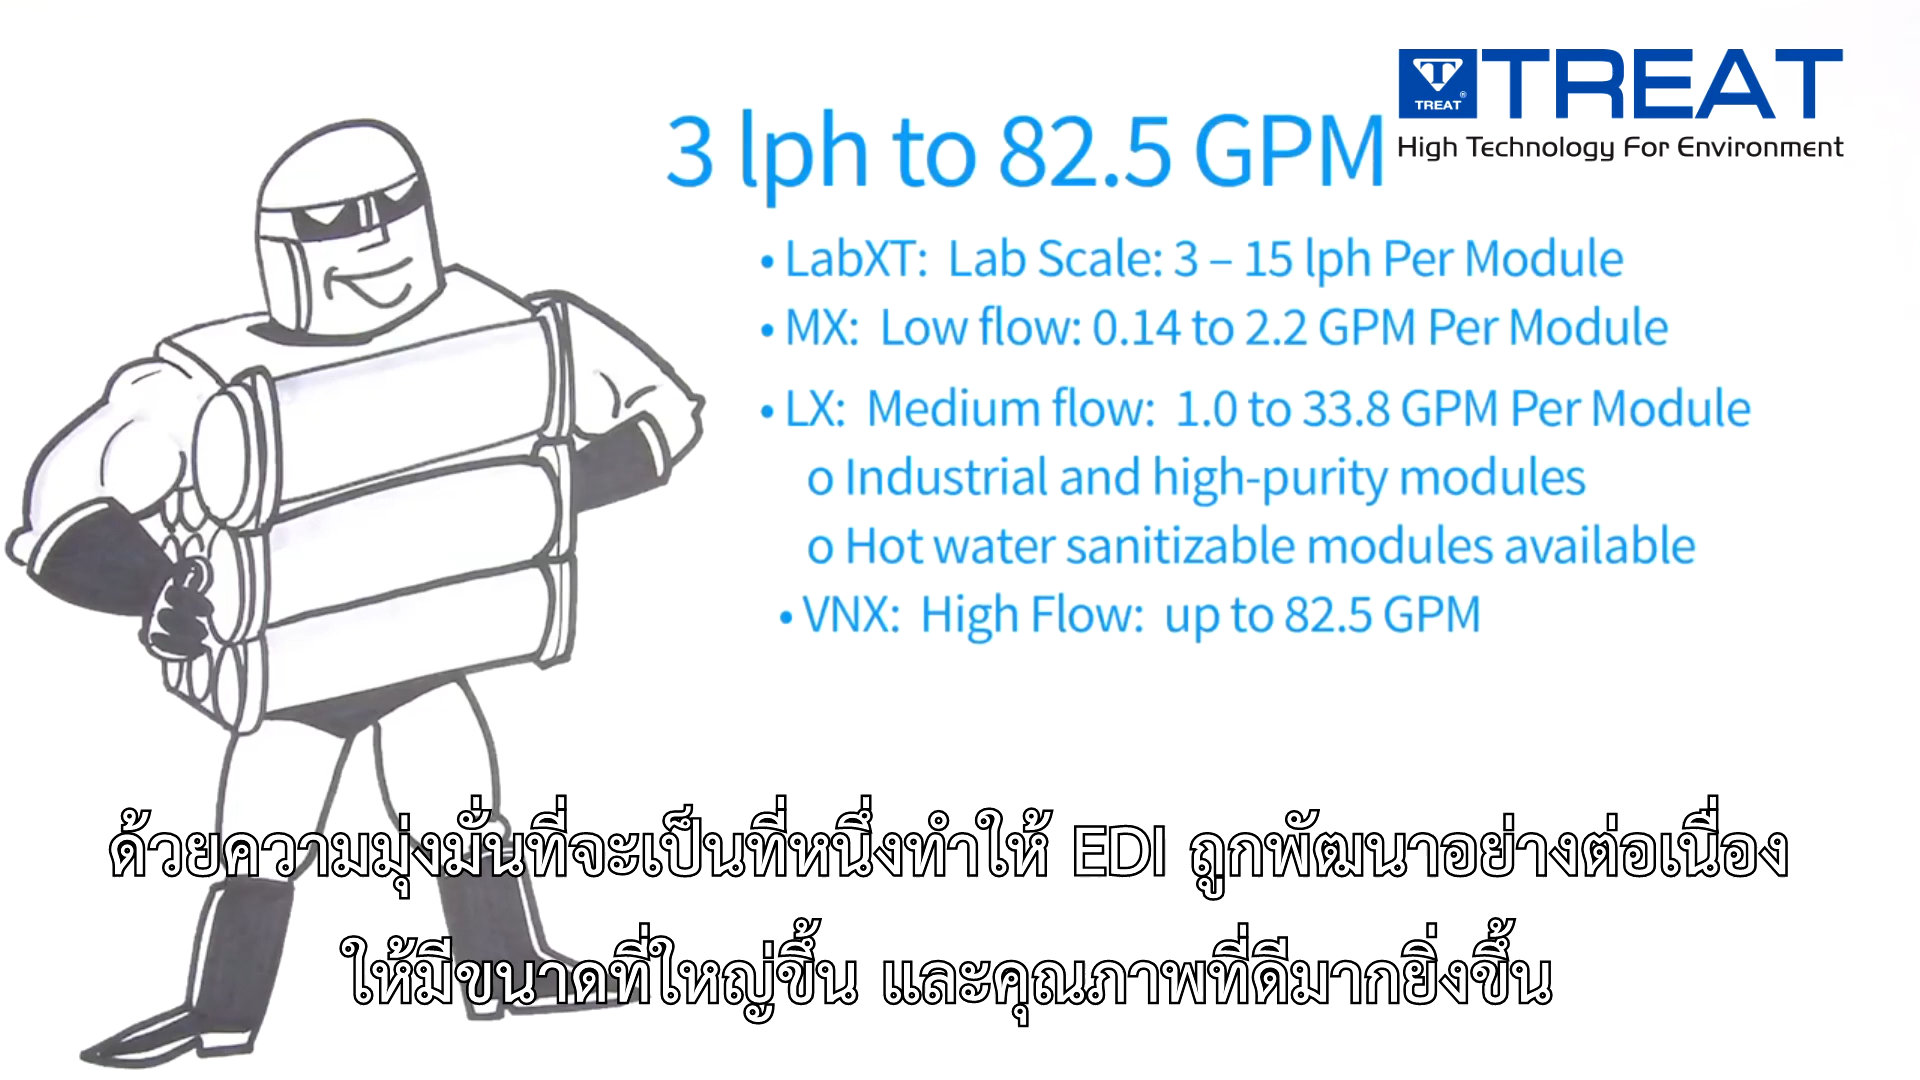 TREAT
TREAT®
High Technology For Environment
3 lph to 82.5 GPM
• LabXT: Lab Scale: 3 – 15 lph Per Module
• MX: Low flow: 0.14 to 2.2 GPM Per Module
• LX: Medium flow: 1.0 to 33.8 GPM Per Module
o Industrial and high-purity modules
o Hot water sanitizable modules available
• VNX: High Flow: up to 82.5 GPM
ด้วยความมุ่งมั่นที่จะเป็นที่หนึ่งทำให้ EDI ถูกพัฒนาอย่างต่อเนื่อง
ให้มีขนาดที่ใหญ่ขึ้น และคุณภาพที่ดีมากยิ่งขึ้น